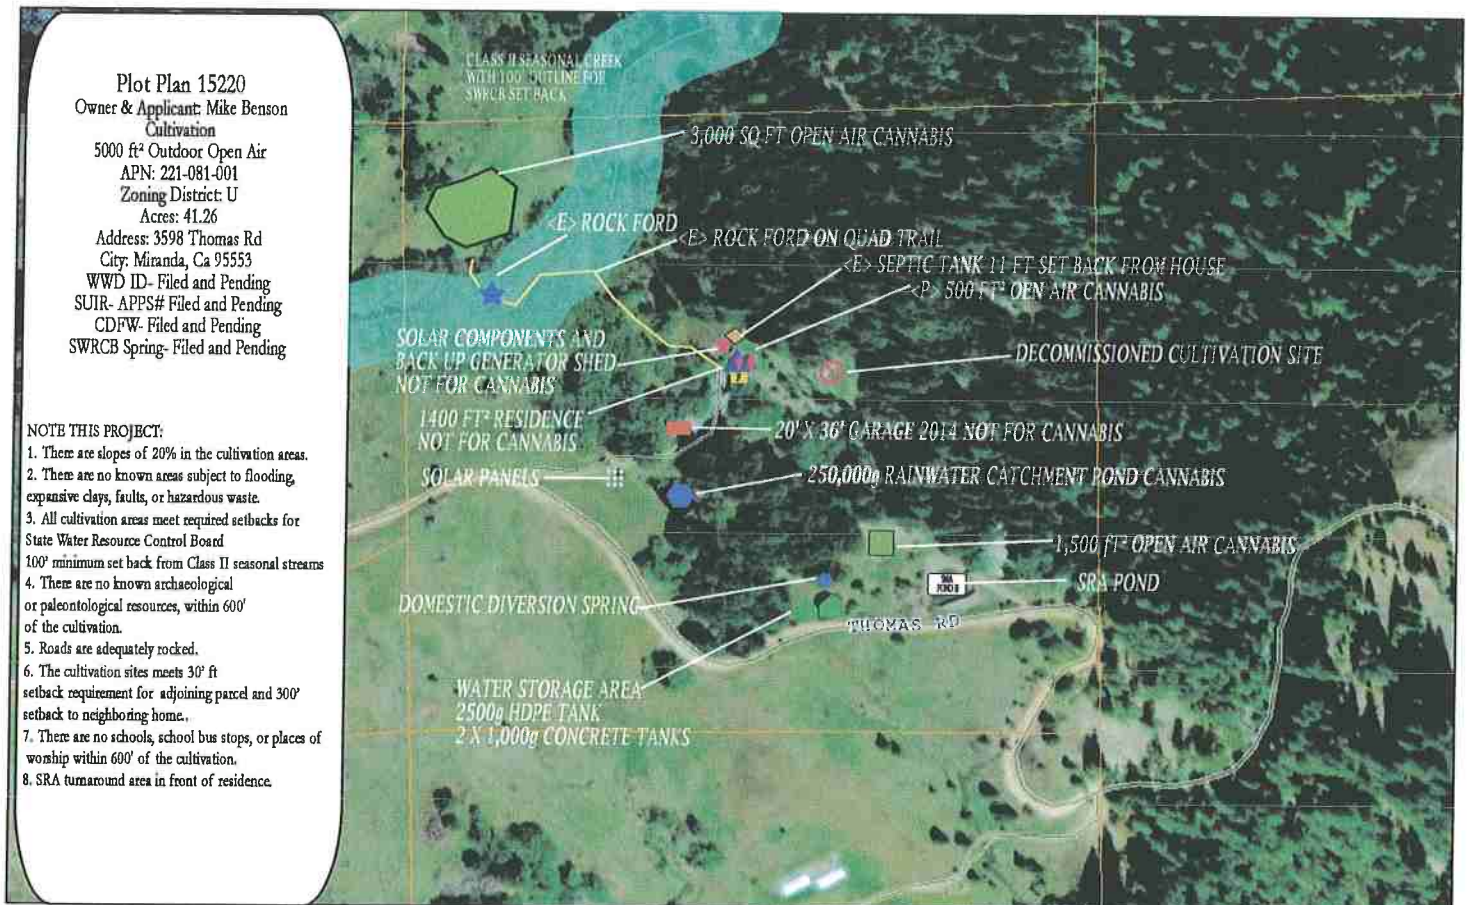 Plot Plan 15220
Owner & Applicant: Mike Benson
Cultivation
5000 ft² Outdoor Open Air
APN: 221-081-001
Zoning District: U
Acres: 41.26
Address: 3598 Thomas Rd
City: Miranda, Ca 95553
WWD ID- Filed and Pending
SUIR- APPS# Filed and Pending
CDFW- Filed and Pending
SWRCB Spring- Filed and Pending
NOTE THIS PROJECT:
1. There are slopes of 20% in the cultivation areas.
2. There are no known areas subject to flooding,
expansive clays, faults, or hazardous waste.
3. All cultivation areas meet required setbacks for
State Water Resource Control Board
100' minimum set back from Class II seasonal streams
4. There are no known archaeological
or paleontological resources, within 600'
of the cultivation.
5. Roads are adequately rocked.
6. The cultivation sites meets 30' ft
setback requirement for adjoining parcel and 300'
setback to neighboring home..
7. There are no schools, school bus stops, or places of
worship within 600' of the cultivation.
8. SRA turnaround area in front of residence.
CLASS II SEASONAL CREEK
WITH 100' OUTLINE FOR
SWRCB SET BACK
3,000 SQ FT OPEN AIR CANNABIS
<E> ROCK FORD
<E> ROCK FORD ON QUAD TRAIL
<E> SEPTIC TANK 11 FT SET BACK FROM HOUSE
<P> 500 FT² OEN AIR CANNABIS
SOLAR COMPONENTS AND
BACK UP GENERATOR SHED
NOT FOR CANNABIS
DECOMMISSIONED CULTIVATION SITE
1400 FT² RESIDENCE
NOT FOR CANNABIS
20' X 36' GARAGE 2014 NOT FOR CANNABIS
SOLAR PANELS
250,000g RAINWATER CATCHMENT POND CANNABIS
1,500 fT² OPEN AIR CANNABIS
SRA
POND
SRA POND
DOMESTIC DIVERSION SPRING
THOMAS RD
WATER STORAGE AREA
2500g HDPE TANK
2 X 1,000g CONCRETE TANKS